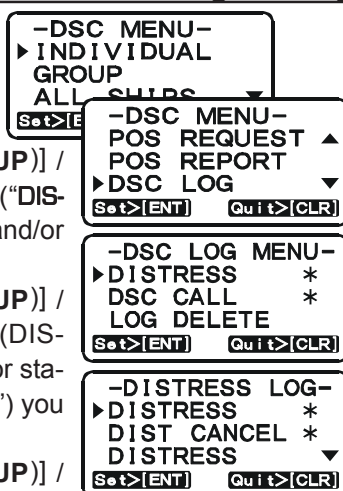 -DSC MENU-
▶INDIVIDUAL
GROUP
ALL SHIPS ▼
Set>[E
-DSC MENU-
POS REQUEST ▲
POS REPORT
▶DSC LOG ▼
Set>[ENT] Quit>[CLR]
UP)] /
(“DIS-
and/or
-DSC LOG MENU-
▶DISTRESS *
DSC CALL *
LOG DELETE
Set>[ENT] Quit>[CLR]
UP)] /
(DIS-
or sta-
”) you
UP)] /
-DISTRESS LOG-
▶DISTRESS *
DIST CANCEL *
DISTRESS ▼
Set>[ENT] Quit>[CLR]